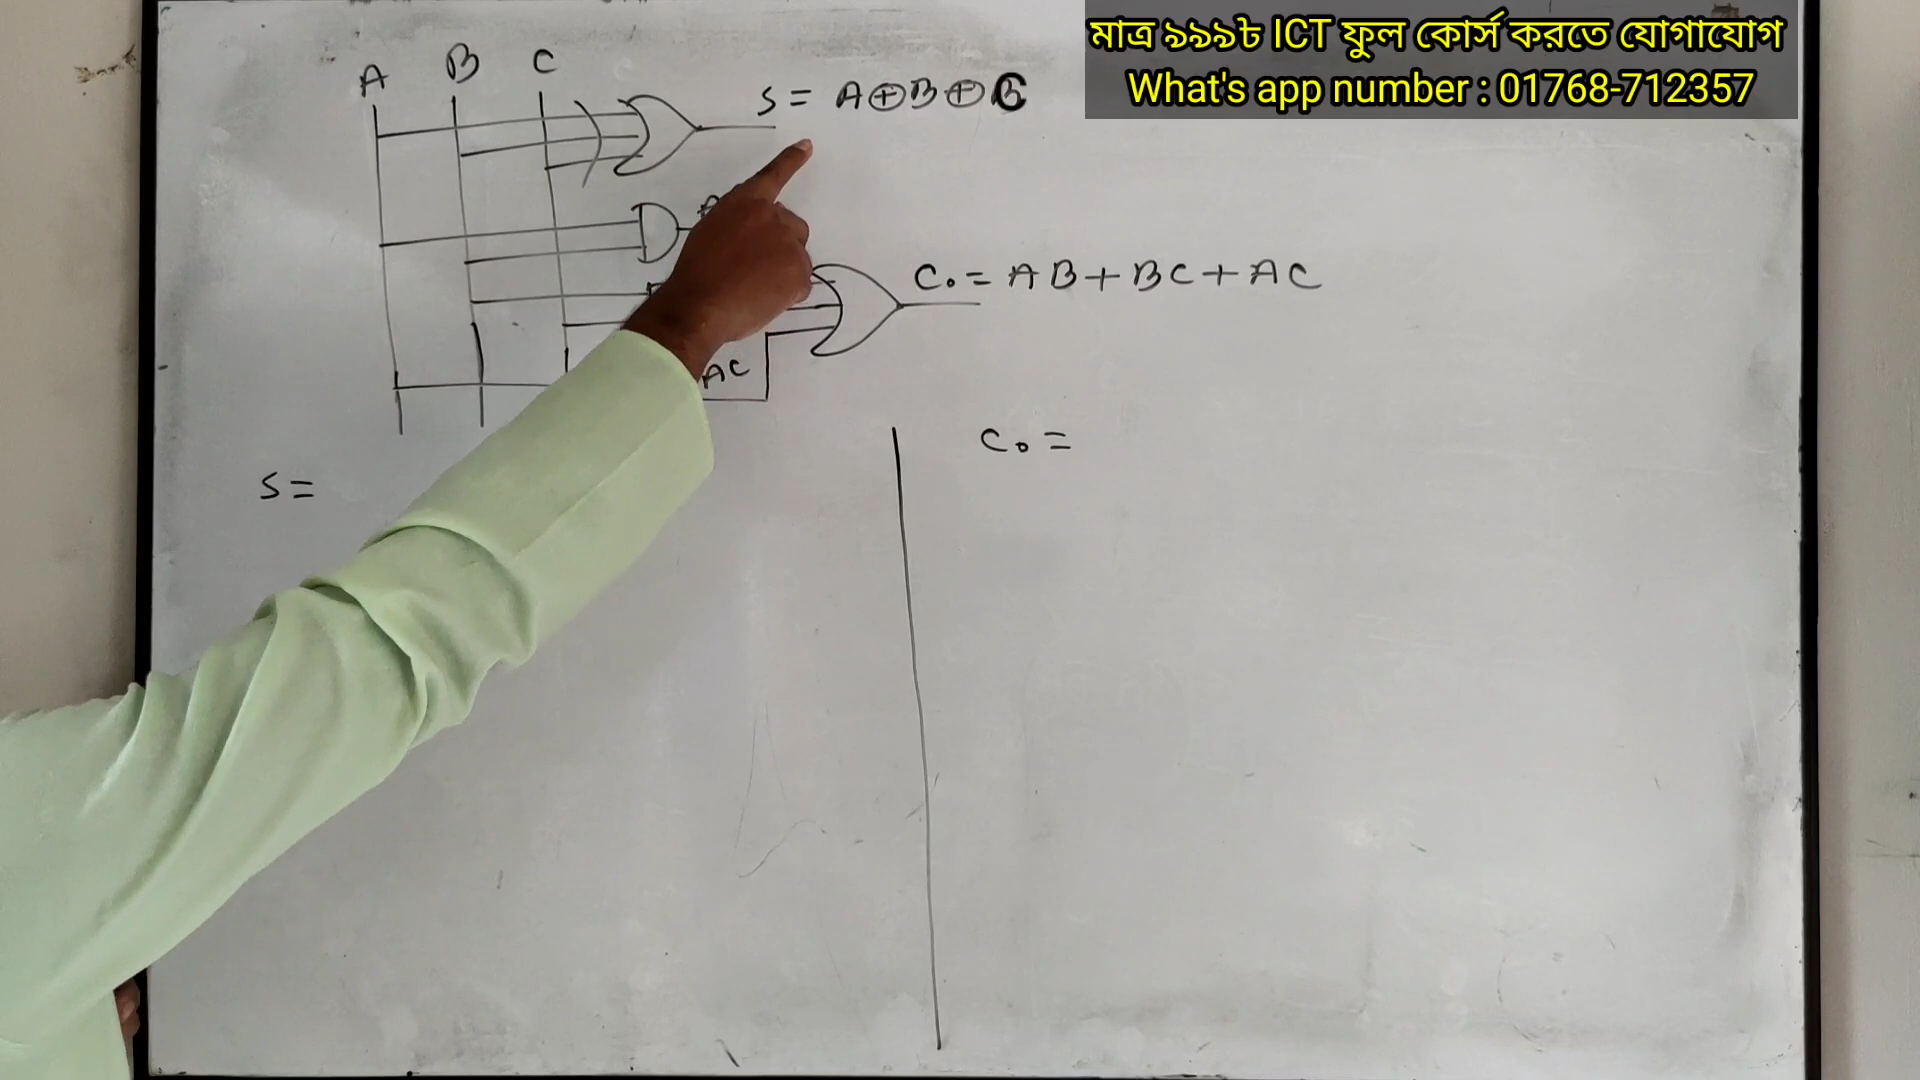 মাত্র ৯৯৯৳ ICT ফুল কোর্স করতে যোগাযোগ
What's app number : 01768-712357
A B C
S = A⊕B⊕C
C₀ = AB+BC+AC
AC
S =
C₀ =